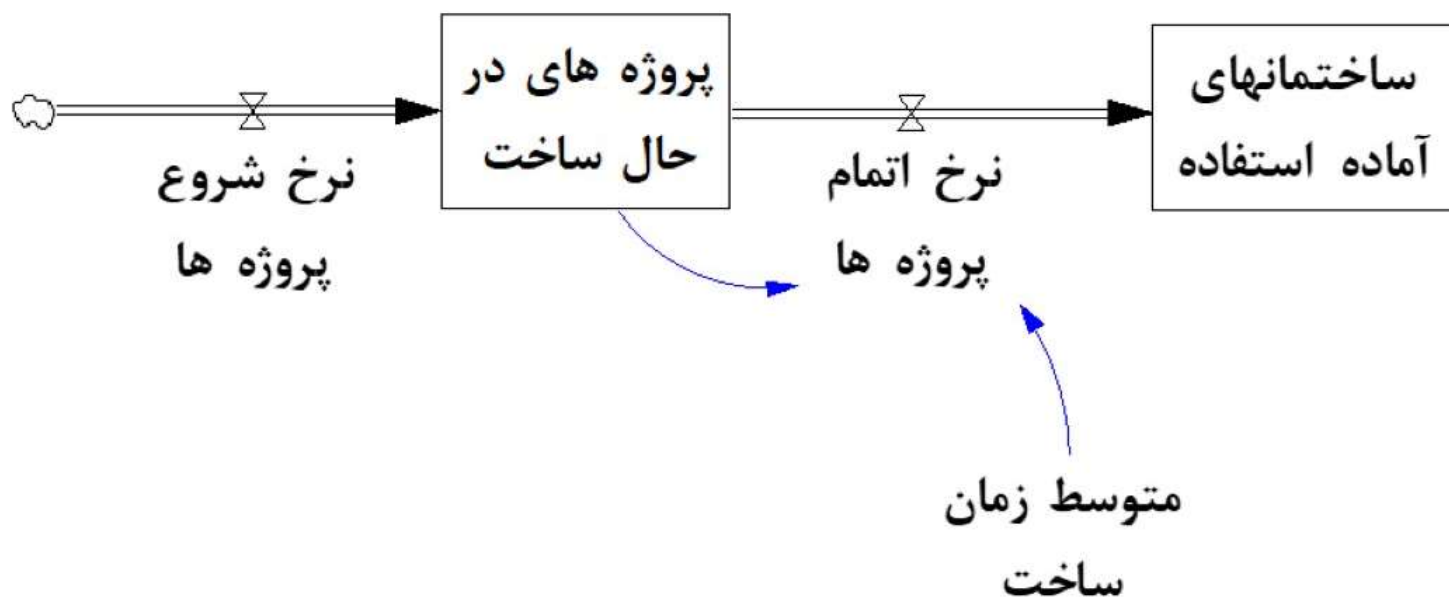 پروژه های در
حال ساخت
ساختمانهای
آماده استفاده
نرخ شروع
پروژه ها
نرخ اتمام
پروژه ها
متوسط زمان
ساخت